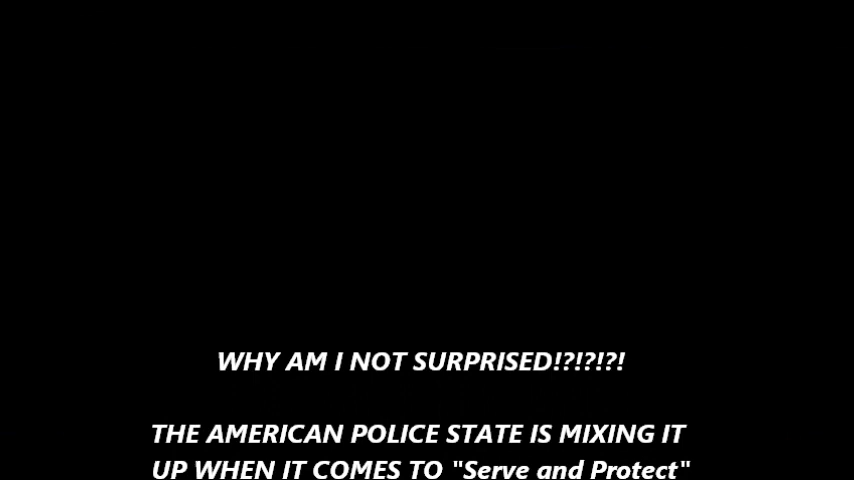 WHY AM I NOT SURPRISED!?!?!?!
THE AMERICAN POLICE STATE IS MIXING IT
UP WHEN IT COMES TO "Serve and Protect"